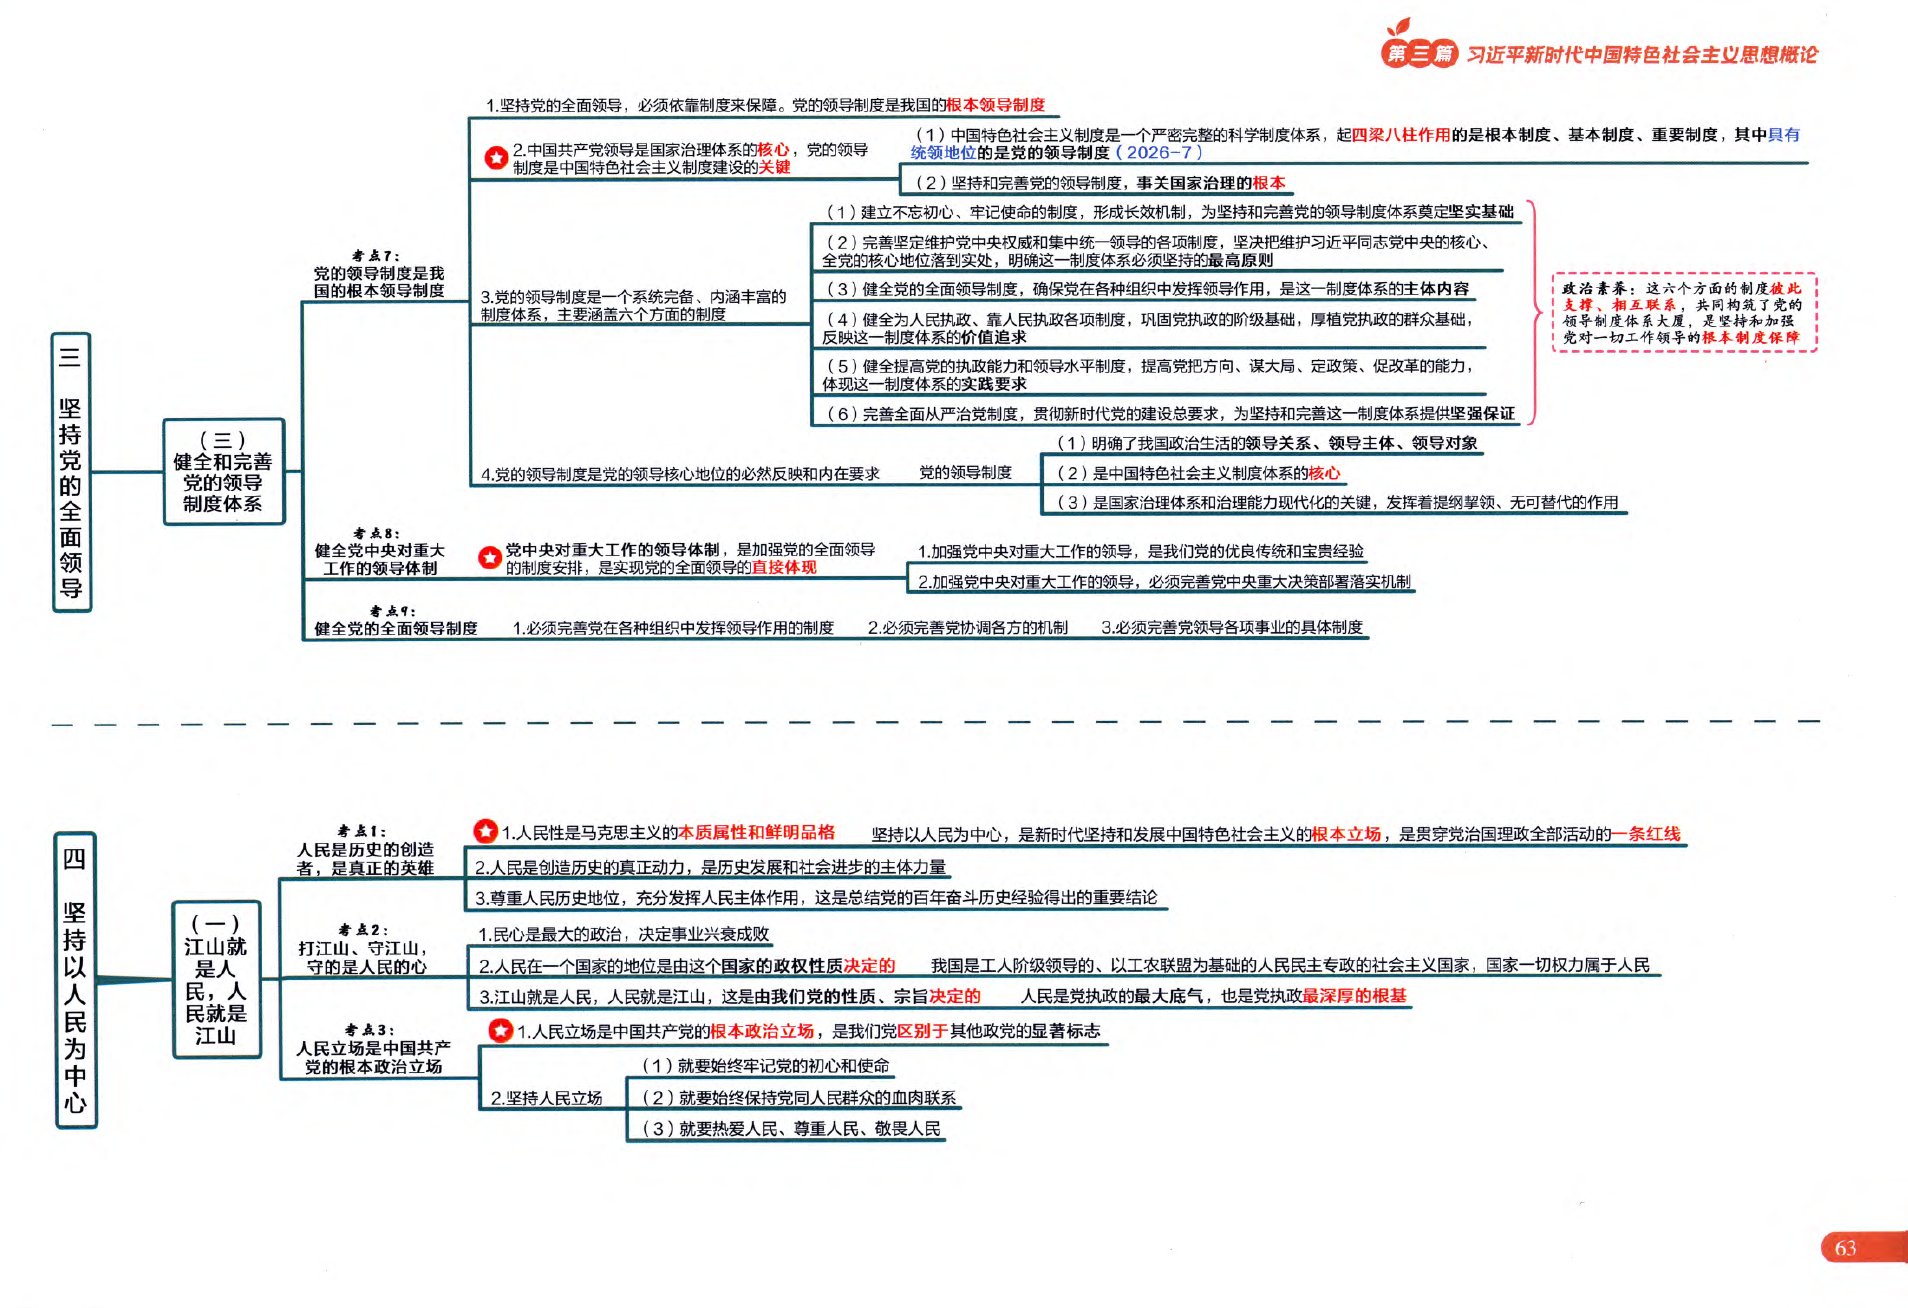 第三篇 习近平新时代中国特色社会主义思想概论
三 坚持党的全面领导
（三）
健全和完善
党的领导
制度体系
考点7：
党的领导制度是我
国的根本领导制度
1.坚持党的全面领导，必须依靠制度来保障。党的领导制度是我国的根本领导制度
2.中国共产党领导是国家治理体系的核心，党的领导
制度是中国特色社会主义制度建设的关键
（1）中国特色社会主义制度是一个严密完整的科学制度体系，起四梁八柱作用的是根本制度、基本制度、重要制度，其中具有
统领地位的是党的领导制度（2026-7）
（2）坚持和完善党的领导制度，事关国家治理的根本
3.党的领导制度是一个系统完备、内涵丰富的
制度体系，主要涵盖六个方面的制度
（1）建立不忘初心、牢记使命的制度，形成长效机制，为坚持和完善党的领导制度体系奠定坚实基础
（2）完善坚定维护党中央权威和集中统一领导的各项制度，坚决把维护习近平同志党中央的核心、
全党的核心地位落到实处，明确这一制度体系必须坚持的最高原则
（3）健全党的全面领导制度，确保党在各种组织中发挥领导作用，是这一制度体系的主体内容
（4）健全为人民执政、靠人民执政各项制度，巩固党执政的阶级基础，厚植党执政的群众基础，
反映这一制度体系的价值追求
（5）健全提高党的执政能力和领导水平制度，提高党把方向、谋大局、定政策、促改革的能力，
体现这一制度体系的实践要求
（6）完善全面从严治党制度，贯彻新时代党的建设总要求，为坚持和完善这一制度体系提供坚强保证
政治素养：这六个方面的制度彼此
支撑、相互联系，共同构筑了党的
领导制度体系大厦，是坚持和加强
党对一切工作领导的根本制度保障
4.党的领导制度是党的领导核心地位的必然反映和内在要求
党的领导制度
（1）明确了我国政治生活的领导关系、领导主体、领导对象
（2）是中国特色社会主义制度体系的核心
（3）是国家治理体系和治理能力现代化的关键，发挥着提纲挈领、无可替代的作用
考点8：
健全党中央对重大
工作的领导体制
党中央对重大工作的领导体制，是加强党的全面领导
的制度安排，是实现党的全面领导的直接体现
1.加强党中央对重大工作的领导，是我们党的优良传统和宝贵经验
2.加强党中央对重大工作的领导，必须完善党中央重大决策部署落实机制
考点9：
健全党的全面领导制度
1.必须完善党在各种组织中发挥领导作用的制度 2.必须完善党协调各方的机制 3.必须完善党领导各项事业的具体制度
四 坚持以人民为中心
（一）
江山就
是人
民，人
民就是
江山
考点1：
人民是历史的创造
者，是真正的英雄
1.人民性是马克思主义的本质属性和鲜明品格 坚持以人民为中心，是新时代坚持和发展中国特色社会主义的根本立场，是贯穿党治国理政全部活动的一条红线
2.人民是创造历史的真正动力，是历史发展和社会进步的主体力量
3.尊重人民历史地位，充分发挥人民主体作用，这是总结党的百年奋斗历史经验得出的重要结论
考点2：
打江山、守江山，
守的是人民的心
1.民心是最大的政治，决定事业兴衰成败
2.人民在一个国家的地位是由这个国家的政权性质决定的 我国是工人阶级领导的、以工农联盟为基础的人民民主专政的社会主义国家，国家一切权力属于人民
3.江山就是人民，人民就是江山，这是由我们党的性质、宗旨决定的 人民是党执政的最大底气，也是党执政最深厚的根基
考点3：
人民立场是中国共产
党的根本政治立场
1.人民立场是中国共产党的根本政治立场，是我们党区别于其他政党的显著标志
2.坚持人民立场
（1）就要始终牢记党的初心和使命
（2）就要始终保持党同人民群众的血肉联系
（3）就要热爱人民、尊重人民、敬畏人民
63